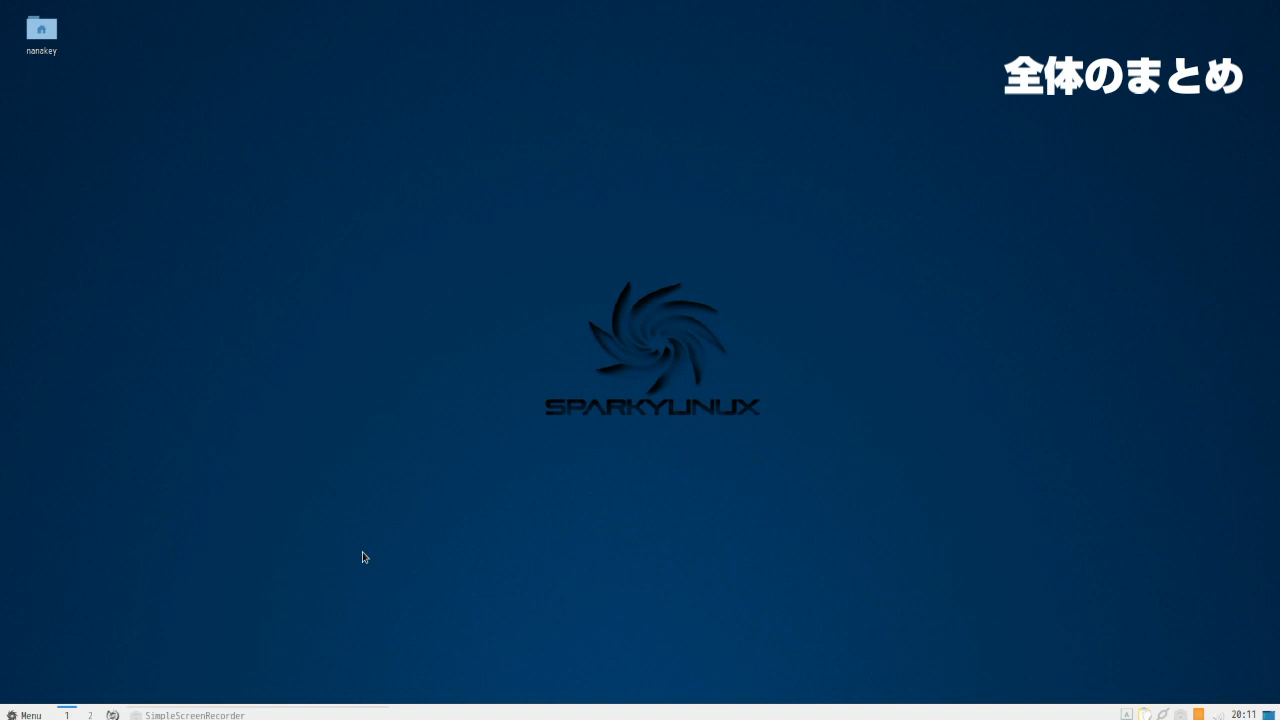 nanakey
全体のまとめ
SPARKYLINUX
Menu
1
2
SimpleScreenRecorder
A
20:11